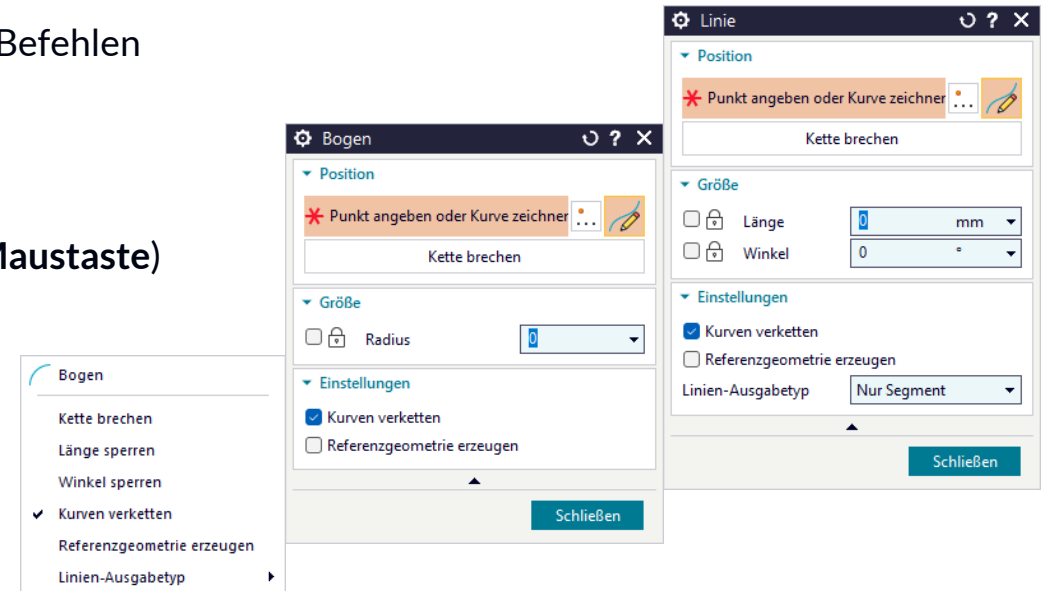 Befehlen
Maustaste)
Bogen
Kette brechen
Länge sperren
Winkel sperren
Kurven verketten
Referenzgeometrie erzeugen
Linien-Ausgabetyp
Bogen
?
Position
Punkt angeben oder Kurve zeichner
Kette brechen
Größe
Radius 0
Einstellungen
Kurven verketten
Referenzgeometrie erzeugen
Schließen
Linie
?
Position
Punkt angeben oder Kurve zeichner
Kette brechen
Größe
Länge 0 mm
Winkel 0 °
Einstellungen
Kurven verketten
Referenzgeometrie erzeugen
Linien-Ausgabetyp Nur Segment
Schließen